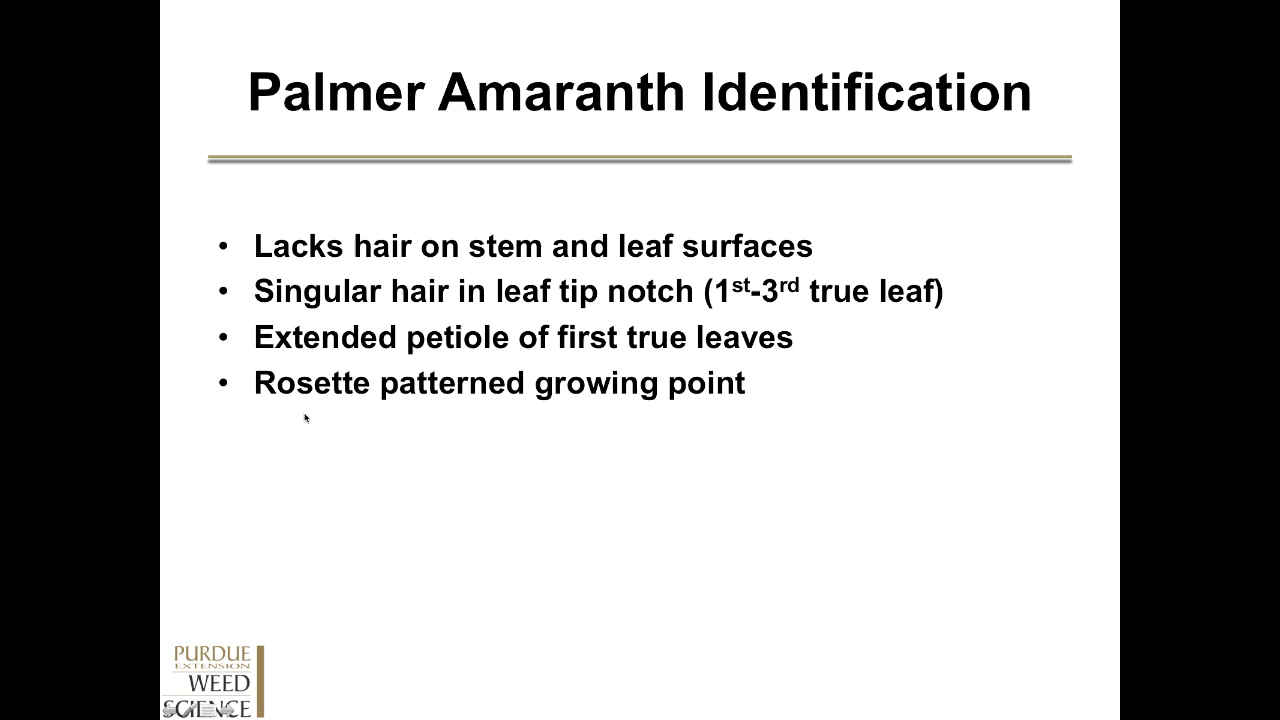 Palmer Amaranth Identification
• Lacks hair on stem and leaf surfaces
• Singular hair in leaf tip notch (1st-3rd true leaf)
• Extended petiole of first true leaves
• Rosette patterned growing point
PURDUE
EXTENSION
WEED
SCIENCE